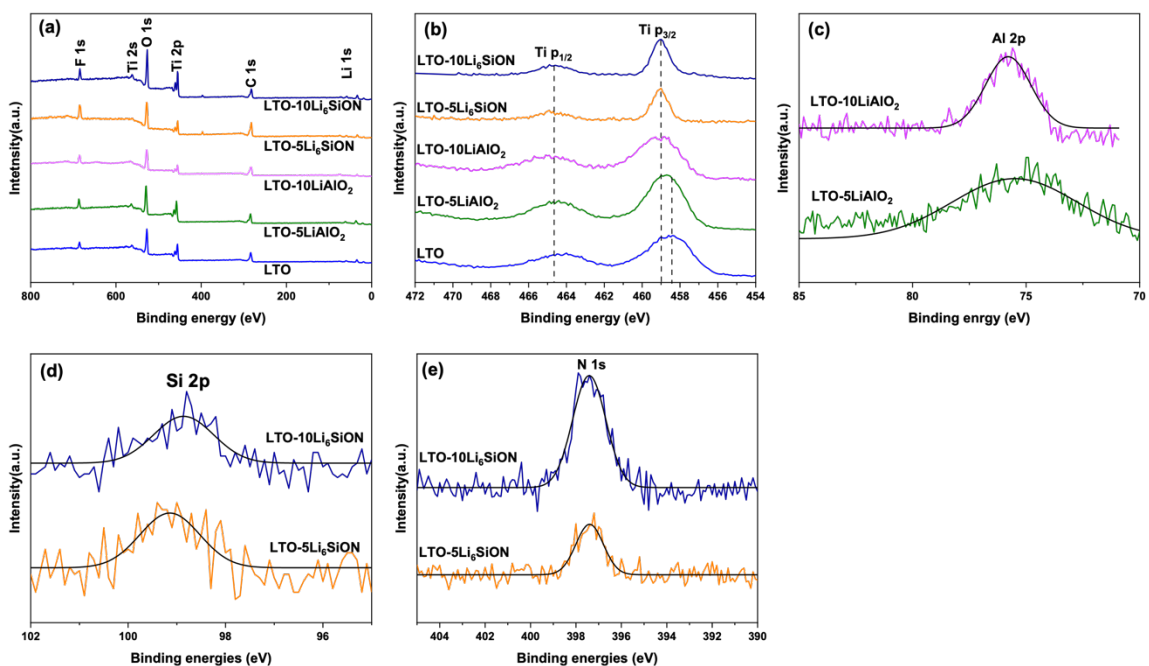 (a)
F 1s
Ti 2s
O 1s
Ti 2p
C 1s
Li 1s
LTO-10Li₆SiON
LTO-5Li₆SiON
LTO-10LiAlO₂
LTO-5LiAlO₂
LTO
Intetnsity(a.u.)
800 600 400 200 0
Binding energy (eV)
(b)
Ti p₁/₂
Ti p₃/₂
LTO-10Li₆SiON
LTO-5Li₆SiON
LTO-10LiAlO₂
LTO-5LiAlO₂
LTO
Intetnsity(a.u.)
472 470 468 466 464 462 460 458 456 454
Binding energy (eV)
(c)
Al 2p
LTO-10LiAlO₂
LTO-5LiAlO₂
Intetnsity(a.u.)
85 80 75 70
Binding enrgy (eV)
(d)
Si 2p
LTO-10Li₆SiON
LTO-5Li₆SiON
Intensity(a.u.)
102 100 98 96
Binding energies (eV)
(e)
N 1s
LTO-10Li₆SiON
LTO-5Li₆SiON
Intensity(a.u.)
404 402 400 398 396 394 392 390
Binding energies (eV)